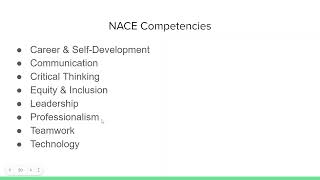 NACE Competencies
● Career & Self-Development
● Communication
● Critical Thinking
● Equity & Inclusion
● Leadership
● Professionalism
● Teamwork
● Technology